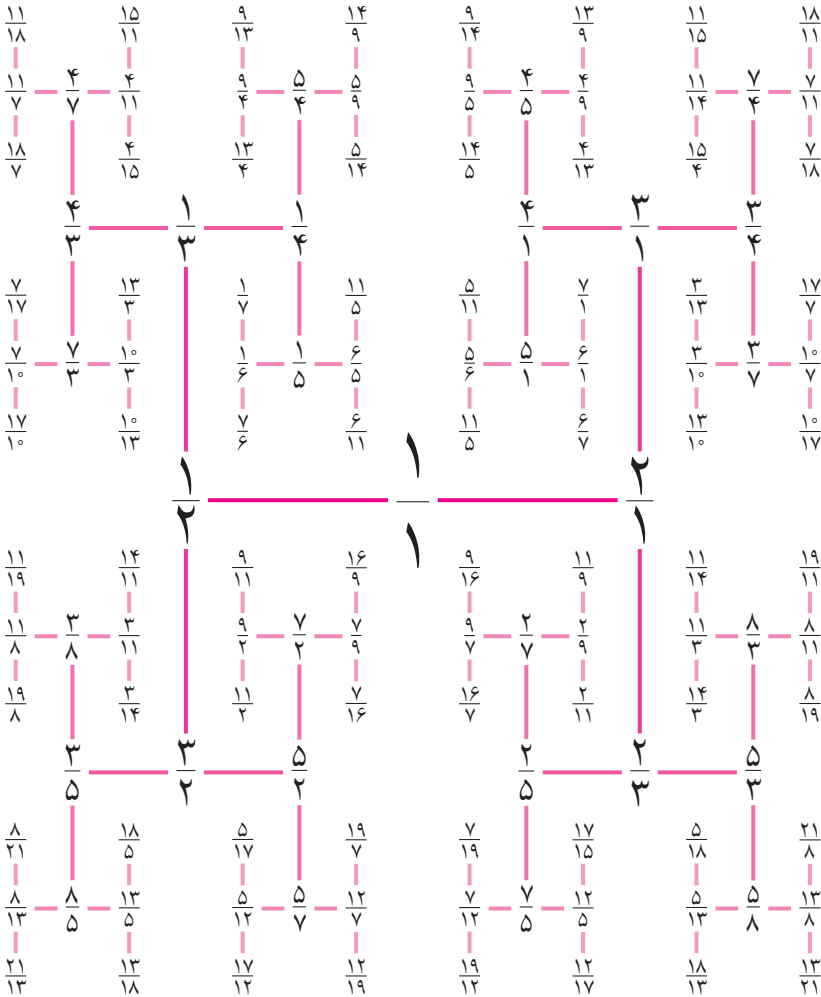 ۱۱/۱۸ ۱۵/۱۱ ۹/۱۳ ۱۴/۹ ۹/۱۴ ۱۳/۹ ۱۱/۱۵ ۱۸/۱۱
۱۱/۷ ۴/۷ ۴/۱۱ ۹/۴ ۵/۴ ۵/۹ ۹/۵ ۴/۵ ۴/۹ ۱۱/۱۴ ۷/۴ ۷/۱۱
۱۸/۷ ۴/۱۵ ۱۳/۴ ۵/۱۴ ۱۴/۵ ۴/۱۳ ۱۵/۴ ۷/۱۸
۴/۳ ۱/۳ ۱/۴ ۴/۱ ۳/۱ ۳/۴
۷/۱۷ ۱۳/۳ ۱/۷ ۱۱/۵ ۵/۱۱ ۷/۱ ۳/۱۳ ۱۷/۷
۷/۱۰ ۷/۳ ۱۰/۳ ۱/۶ ۱/۵ ۶/۵ ۵/۶ ۵/۱ ۶/۱ ۳/۱۰ ۳/۷ ۱۰/۷
۱۷/۱۰ ۱۰/۱۳ ۷/۶ ۶/۱۱ ۱۱/۵ ۶/۷ ۱۳/۱۰ ۱۰/۱۷
۱/۲ ۱/۱ ۲/۱
۱۱/۱۹ ۱۴/۱۱ ۹/۱۱ ۱۶/۹ ۹/۱۶ ۱۱/۹ ۱۱/۱۴ ۱۹/۱۱
۱۱/۸ ۳/۸ ۳/۱۱ ۹/۲ ۷/۲ ۷/۹ ۹/۷ ۲/۷ ۲/۹ ۱۱/۳ ۸/۳ ۸/۱۱
۱۹/۸ ۳/۱۴ ۱۱/۲ ۷/۱۶ ۱۶/۷ ۲/۱۱ ۱۴/۳ ۸/۱۹
۳/۵ ۳/۲ ۵/۲ ۲/۵ ۲/۳ ۵/۳
۸/۲۱ ۱۸/۵ ۵/۱۷ ۱۹/۷ ۷/۱۹ ۱۷/۱۵ ۵/۱۸ ۲۱/۸
۸/۱۳ ۸/۵ ۱۳/۵ ۵/۱۲ ۵/۷ ۱۲/۷ ۷/۱۲ ۷/۵ ۱۲/۵ ۵/۱۳ ۵/۸ ۱۳/۸
۲۱/۱۳ ۱۳/۱۸ ۱۷/۱۲ ۱۲/۱۹ ۱۹/۱۲ ۱۲/۱۷ ۱۸/۱۳ ۱۳/۲۱